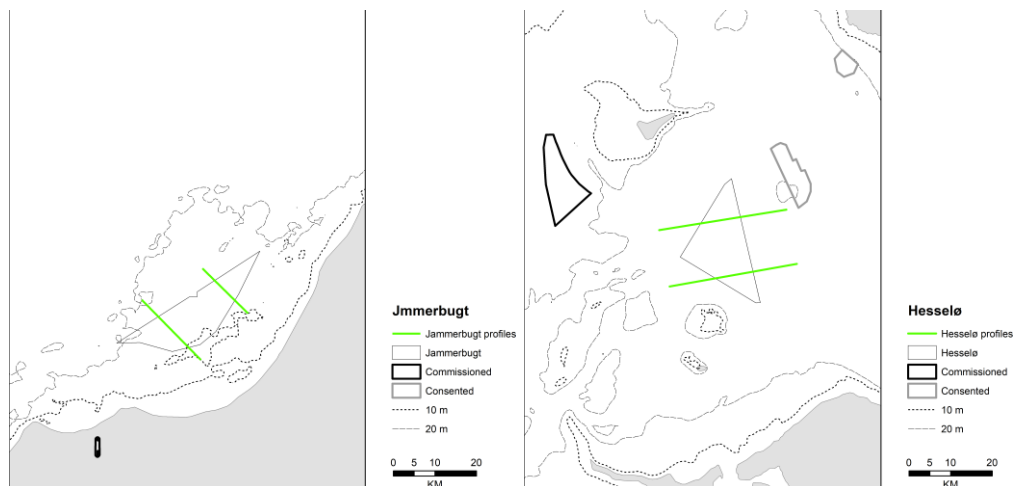 Jmmerbugt
Jammerbugt profiles
Jammerbugt
Commissioned
Consented
10 m
20 m
0 5 10 20
KM
Hesselø
Hesselø profiles
Hesselø
Commissioned
Consented
10 m
20 m
0 5 10 20
KM